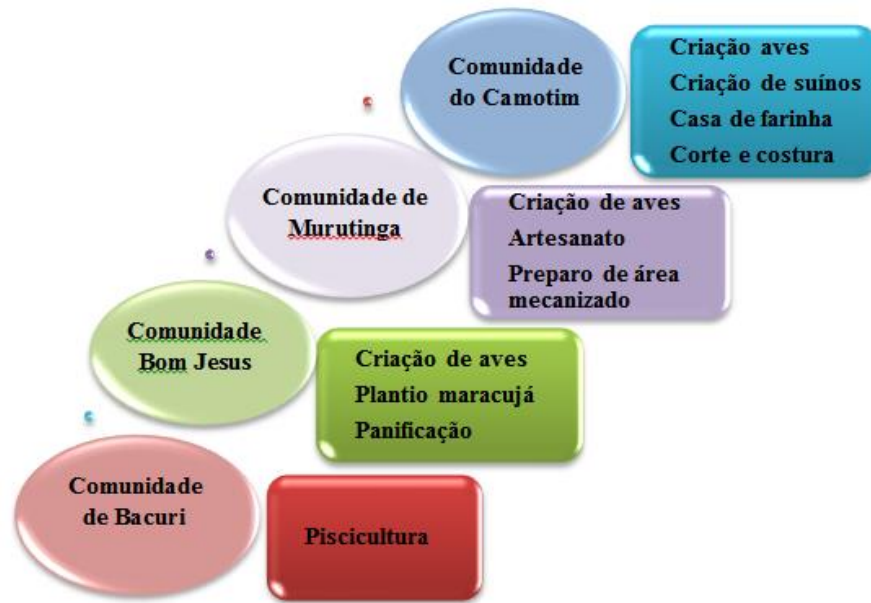 Comunidade
do Camotim
Criação aves
Criação de suínos
Casa de farinha
Corte e costura
Comunidade de
Murutinga
Criação de aves
Artesanato
Preparo de área
mecanizado
Comunidade
Bom Jesus
Criação de aves
Plantio maracujá
Panificação
Comunidade
de Bacuri
Piscicultura